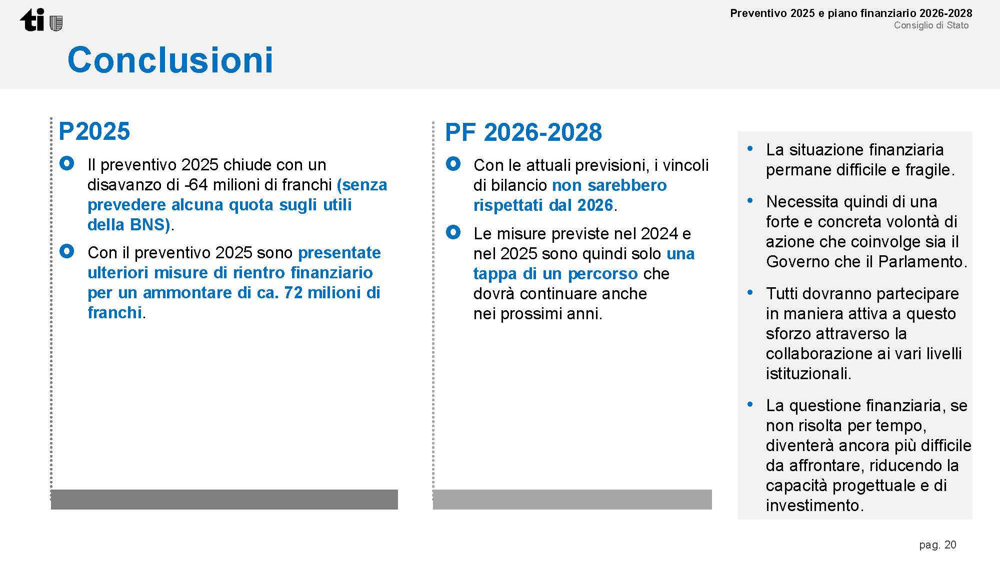 ti
Preventivo 2025 e piano finanziario 2026-2028
Consiglio di Stato
Conclusioni
P2025
Il preventivo 2025 chiude con un
disavanzo di -64 milioni di franchi (senza
prevedere alcuna quota sugli utili
della BNS).
Con il preventivo 2025 sono presentate
ulteriori misure di rientro finanziario
per un ammontare di ca. 72 milioni di
franchi.
PF 2026-2028
Con le attuali previsioni, i vincoli
di bilancio non sarebbero
rispettati dal 2026.
Le misure previste nel 2024 e
nel 2025 sono quindi solo una
tappa di un percorso che
dovrà continuare anche
nei prossimi anni.
• La situazione finanziaria
permane difficile e fragile.
• Necessita quindi di una
forte e concreta volontà di
azione che coinvolge sia il
Governo che il Parlamento.
• Tutti dovranno partecipare
in maniera attiva a questo
sforzo attraverso la
collaborazione ai vari livelli
istituzionali.
• La questione finanziaria, se
non risolta per tempo,
diventerà ancora più difficile
da affrontare, riducendo la
capacità progettuale e di
investimento.
pag. 20